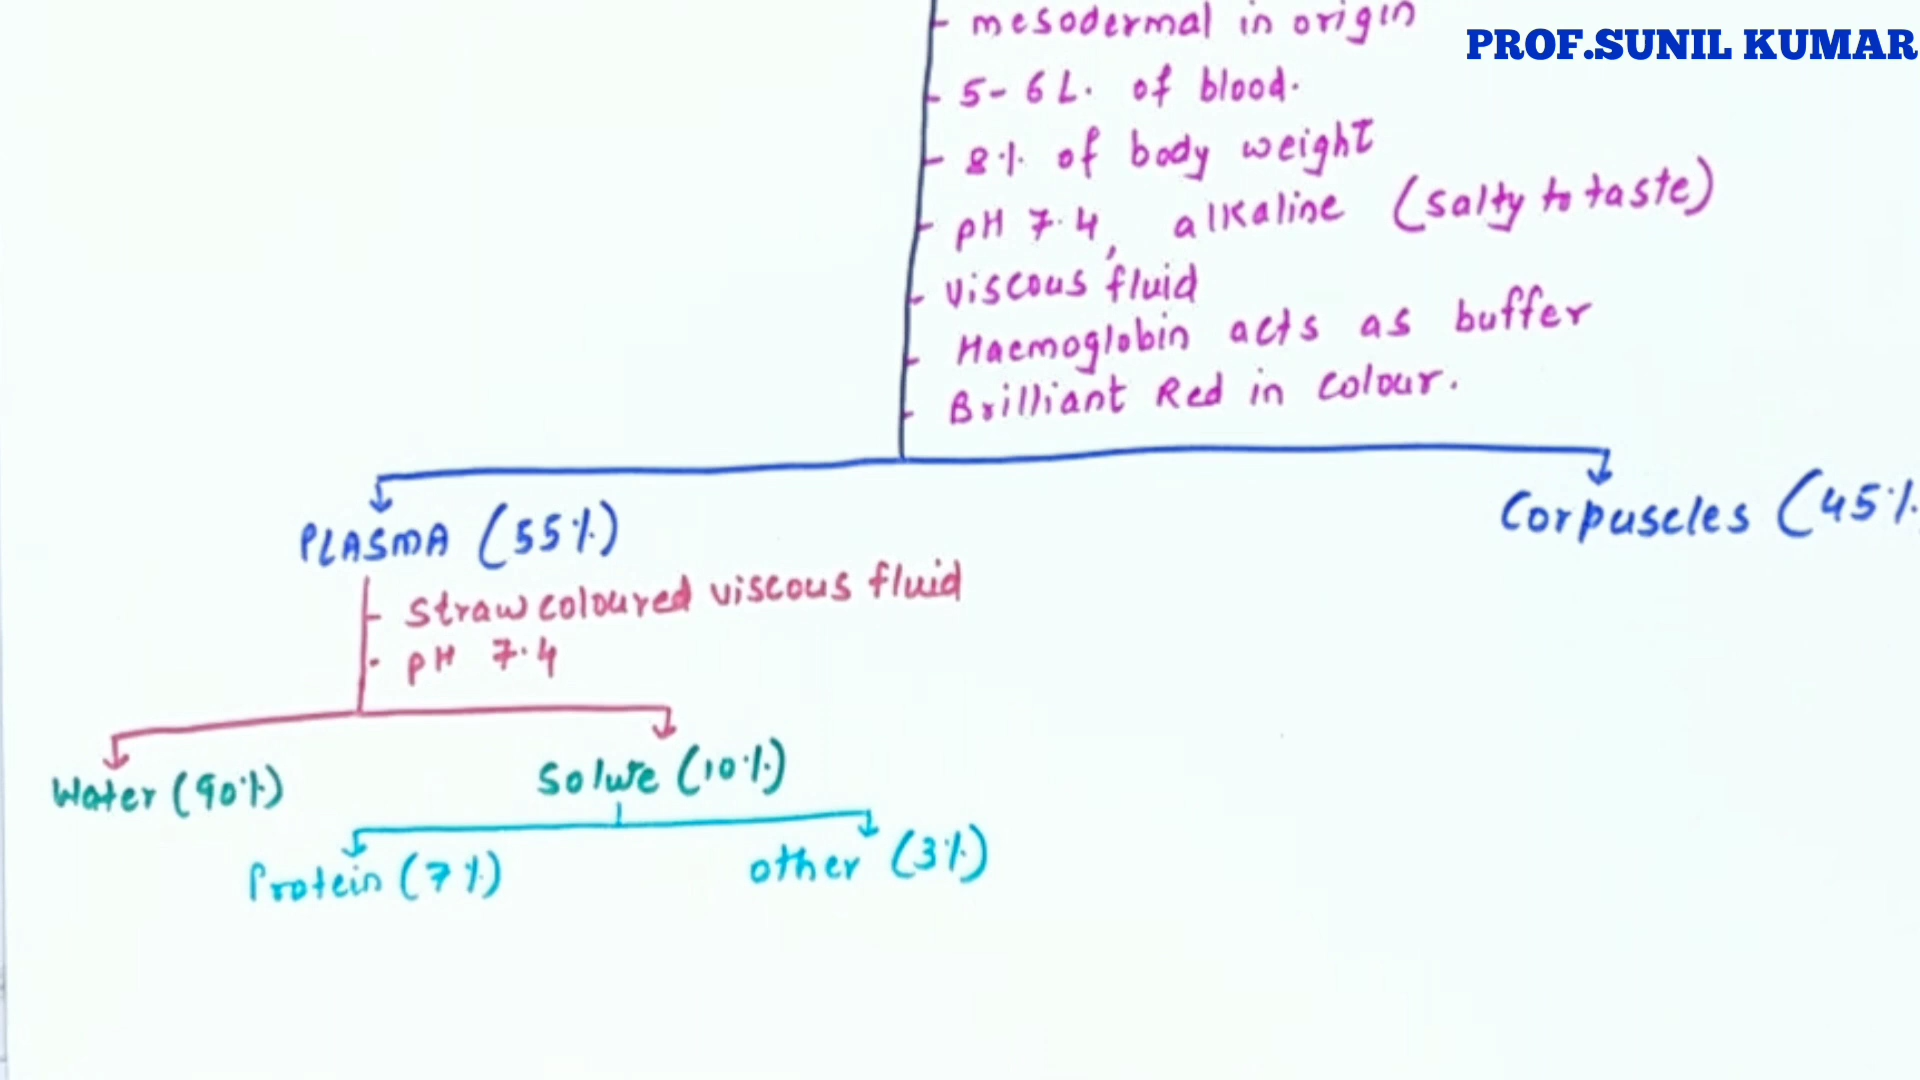 mesodermal in origin
PROF.SUNIL KUMAR
5-6 L. of blood.
8% of body weight
pH 7.4, alkaline (salty to taste)
Viscous fluid
Haemoglobin acts as buffer
Brilliant Red in colour.
PLASMA (55%)
Corpuscles (45%
straw coloured viscous fluid
pH 7.4
Water (90%)
Solute (10%)
Protein (7%)
other (3%)